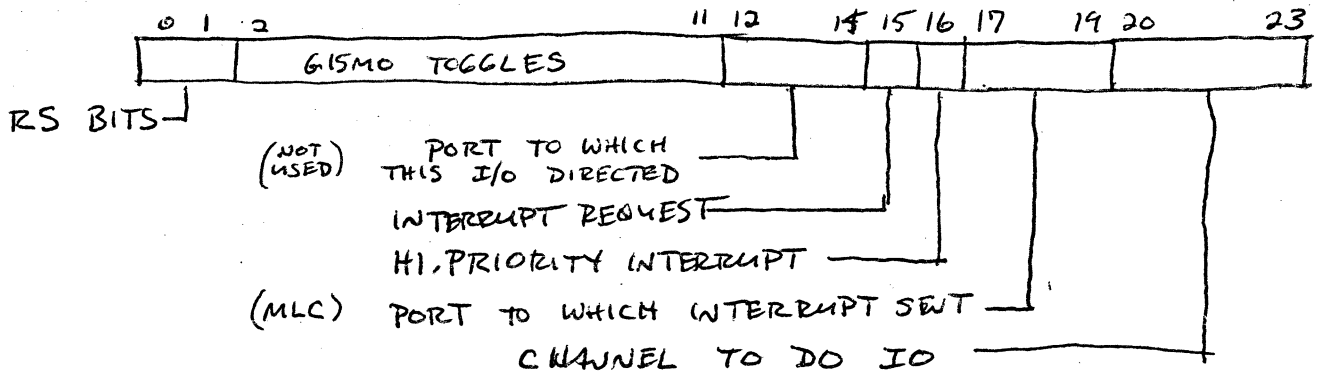 0 1 2 11 12 14 15 16 17 19 20 23
GISMO TOGGLES
RS BITS
(NOT USED) PORT TO WHICH
THIS I/O DIRECTED
INTERRUPT REQUEST
HI. PRIORITY INTERRUPT
(MLC) PORT TO WHICH INTERRUPT SENT
CHANNEL TO DO IO